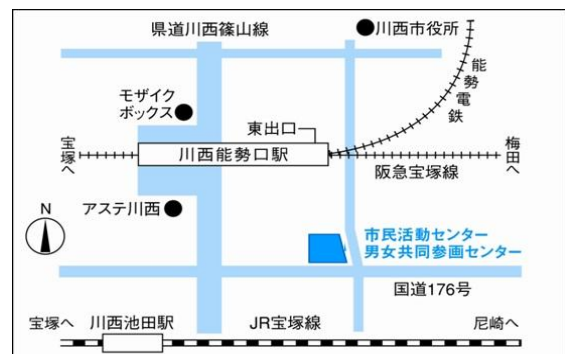 県道川西篠山線
川西市役所
能勢電鉄
モザイク
ボックス
東出口
宝塚へ
川西能勢口駅
梅田へ
阪急宝塚線
アステ川西
N
市民活動センター
男女共同参画センター
国道176号
宝塚へ
川西池田駅
JR宝塚線
尼崎へ